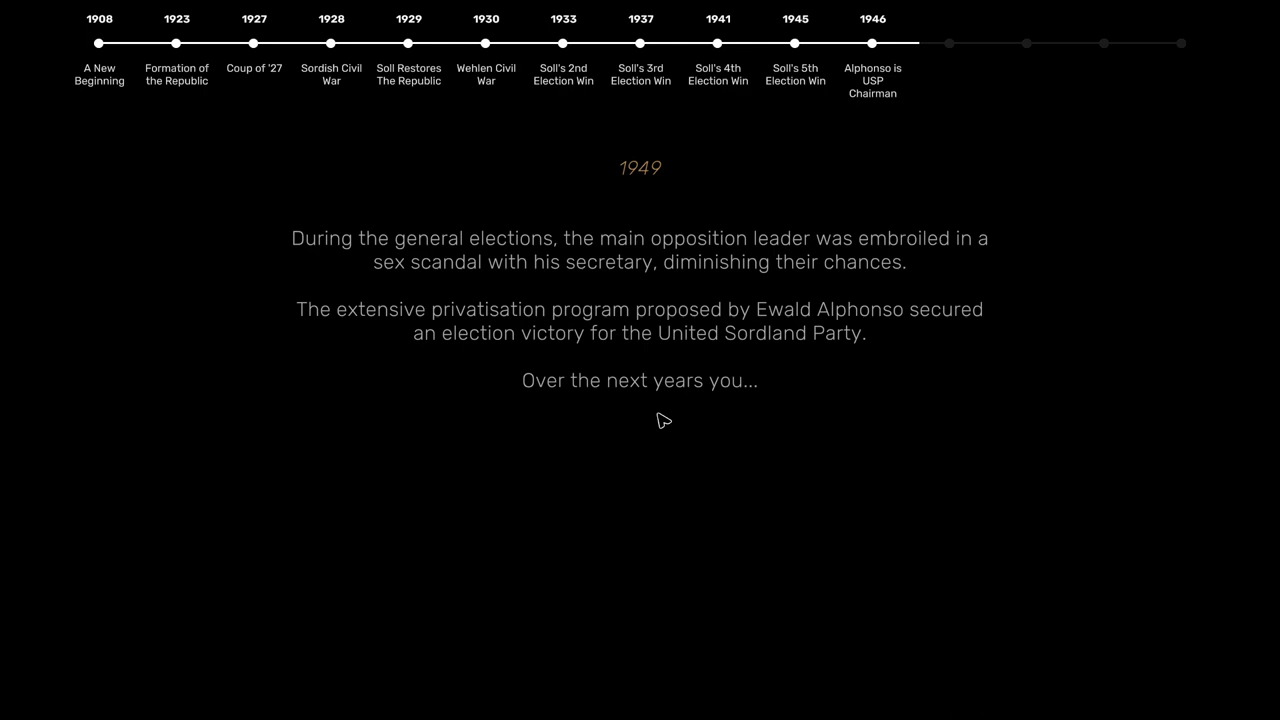 1908 1923 1927 1928 1929 1930 1933 1937 1941 1945 1946
A New Formation of Coup of '27 Sordish Civil Soll Restores Wehlen Civil Soll's 2nd Soll's 3rd Soll's 4th Soll's 5th Alphonso is
Beginning the Republic War The Republic War Election Win Election Win Election Win Election Win USP
Chairman
1949
During the general elections, the main opposition leader was embroiled in a
sex scandal with his secretary, diminishing their chances.
The extensive privatisation program proposed by Ewald Alphonso secured
an election victory for the United Sordland Party.
Over the next years you...